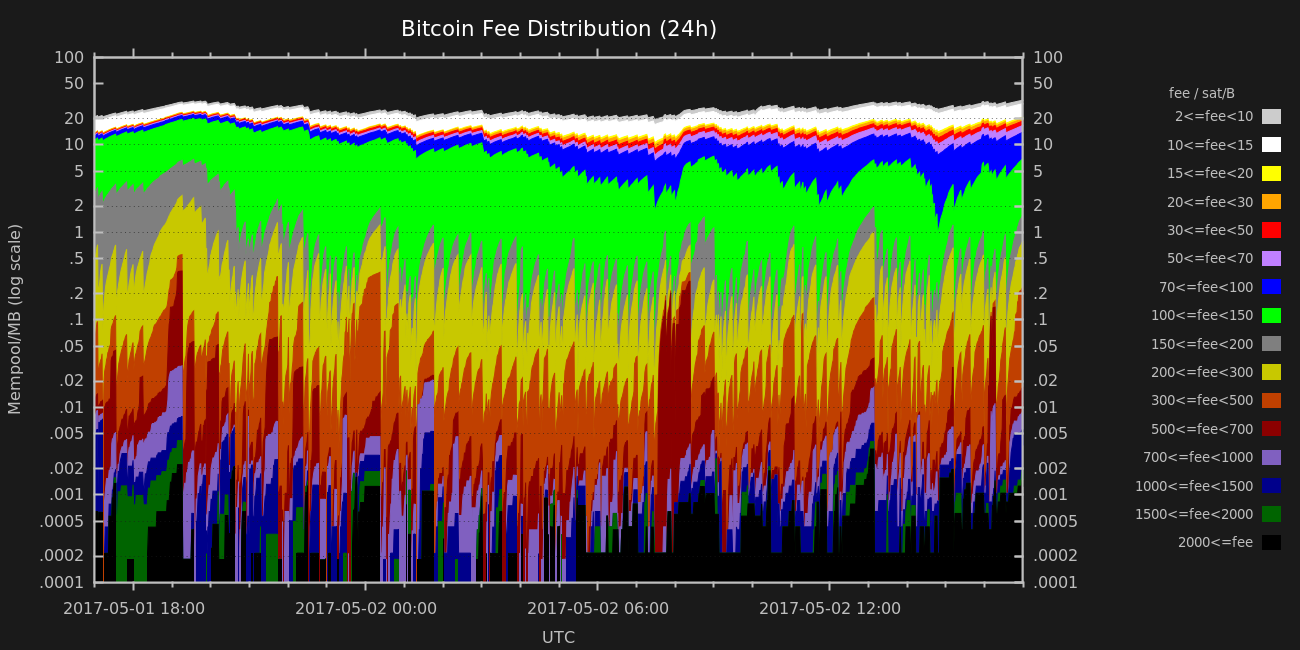 Bitcoin Fee Distribution (24h)
100
50
20
10
5
2
1
.5
.2
.1
.05
.02
.01
.005
.002
.001
.0005
.0002
.0001
Mempool/MB (log scale)
100
50
20
10
5
2
1
.5
.2
.1
.05
.02
.01
.005
.002
.001
.0005
.0002
.0001
2017-05-01 18:00 2017-05-02 00:00 2017-05-02 06:00 2017-05-02 12:00
UTC
fee / sat/B
2<=fee<10
10<=fee<15
15<=fee<20
20<=fee<30
30<=fee<50
50<=fee<70
70<=fee<100
100<=fee<150
150<=fee<200
200<=fee<300
300<=fee<500
500<=fee<700
700<=fee<1000
1000<=fee<1500
1500<=fee<2000
2000<=fee